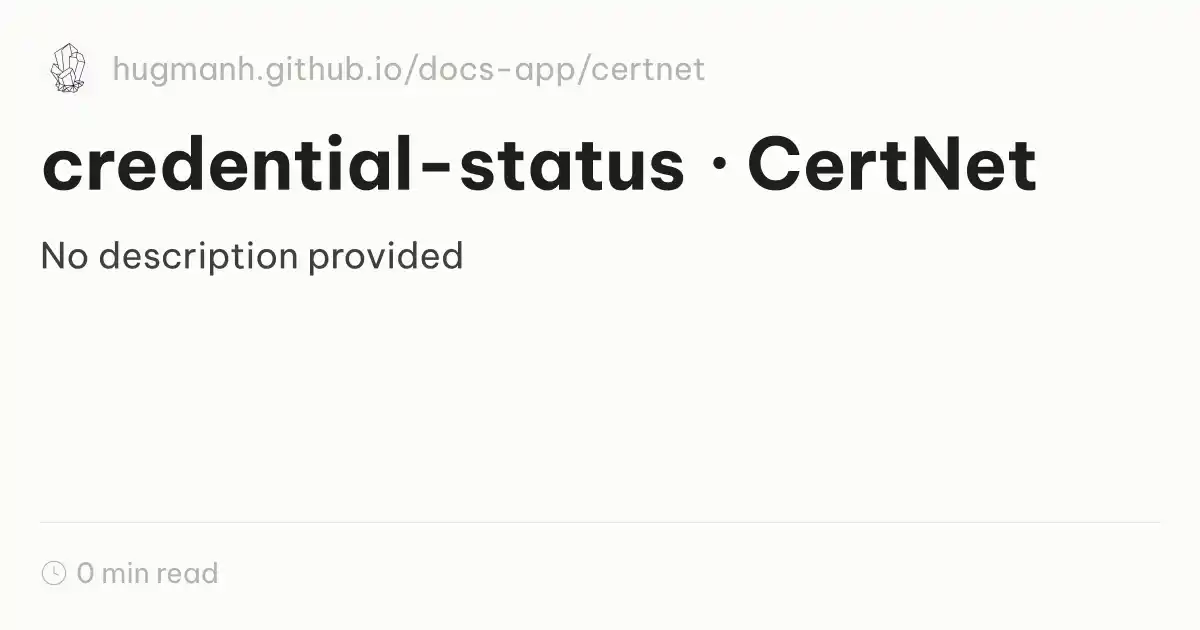 hugmanh.github.io/docs-app/certnet
credential-status · CertNet
No description provided
0 min read